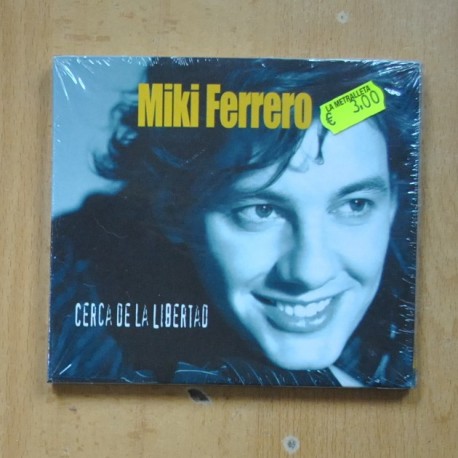 Miki Ferrero
LA METRALLETA
€ 3.00
CERCA DE LA LIBERTAD